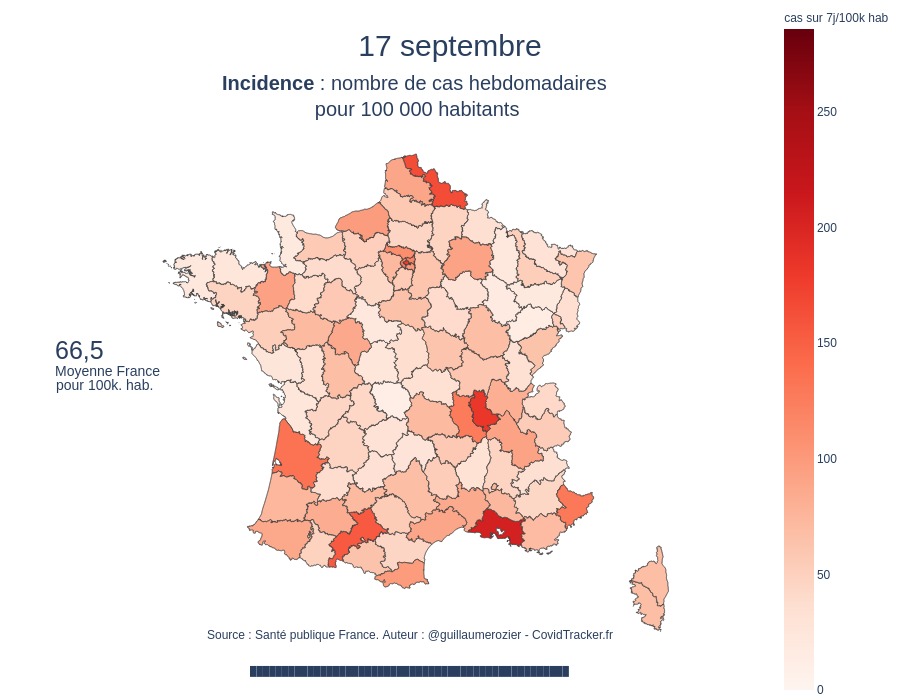 cas sur 7j/100k hab
17 septembre
Incidence : nombre de cas hebdomadaires
pour 100 000 habitants
250
200
150
100
50
0
66,5
Moyenne France
pour 100k. hab.
Source : Santé publique France. Auteur : @guillaumerozier - CovidTracker.fr